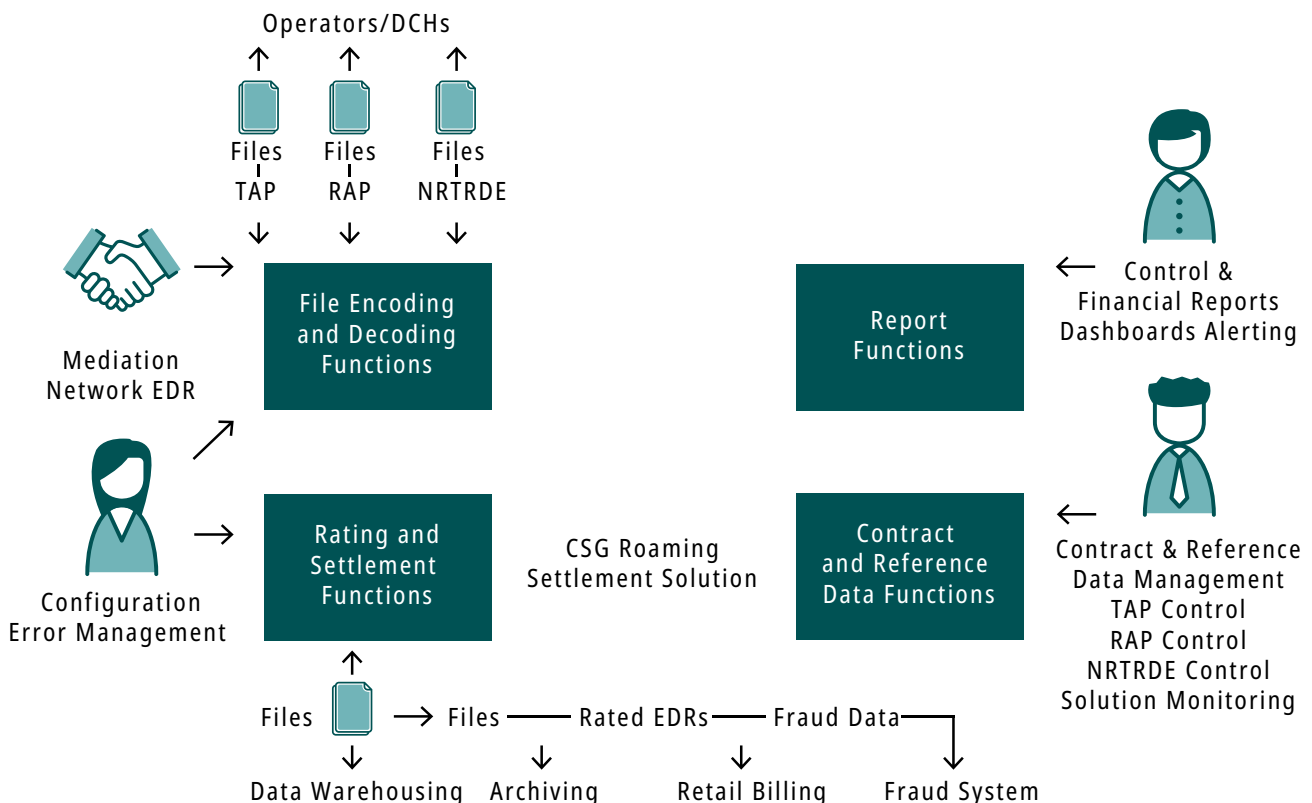 Operators/DCHs
Files Files Files
TAP RAP NRTRDE
Mediation
Network EDR
File Encoding
and Decoding
Functions
Report
Functions
Control &
Financial Reports
Dashboards Alerting
Configuration
Error Management
Rating and
Settlement
Functions
CSG Roaming
Settlement Solution
Contract
and Reference
Data Functions
Contract & Reference
Data Management
TAP Control
RAP Control
NRTRDE Control
Solution Monitoring
Files Files Rated EDRs Fraud Data
Data Warehousing Archiving Retail Billing Fraud System